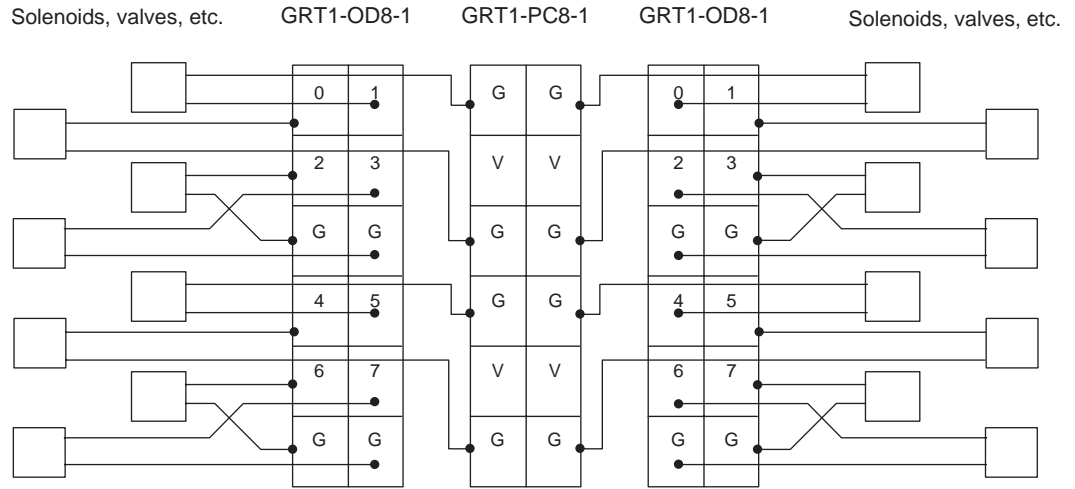 Solenoids, valves, etc. GRT1-OD8-1 GRT1-PC8-1 GRT1-OD8-1 Solenoids, valves, etc.
0 1 G G 0 1
2 3 V V 2 3
G G G G G G
4 5 G G 4 5
6 7 V V 6 7
G G G G G G